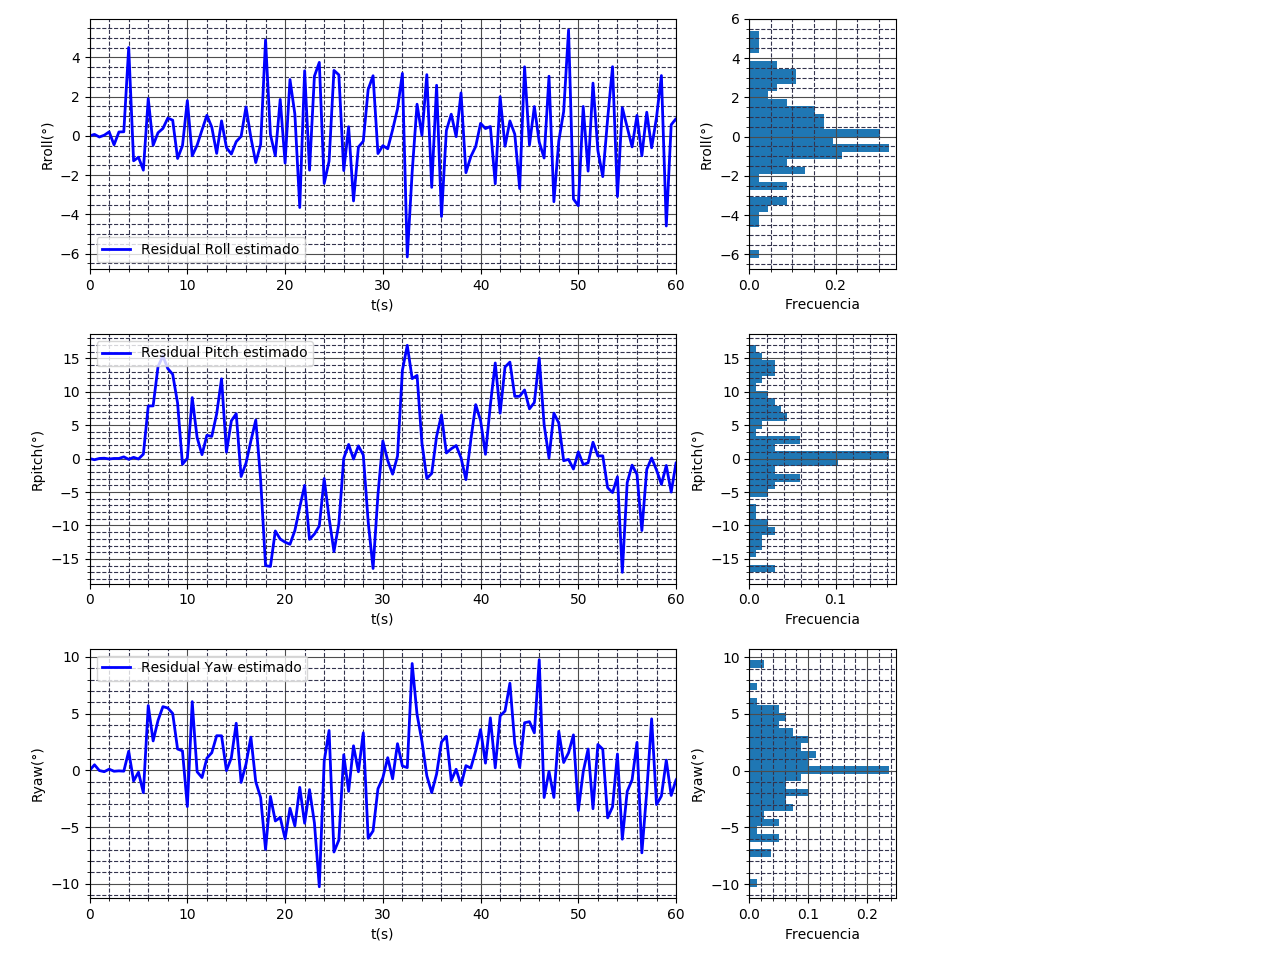 Rroll(°)
4
2
0
−2
−4
−6
Residual Roll estimado
0 10 20 30 40 50 60
t(s)
Rroll(°)
6
4
2
0
−2
−4
−6
0.0 0.2
Frecuencia
Rpitch(°)
15
10
5
0
−5
−10
−15
Residual Pitch estimado
0 10 20 30 40 50 60
t(s)
Rpitch(°)
15
10
5
0
−5
−10
−15
0.0 0.1
Frecuencia
Ryaw(°)
10
5
0
−5
−10
Residual Yaw estimado
0 10 20 30 40 50 60
t(s)
Ryaw(°)
10
5
0
−5
−10
0.0 0.1 0.2
Frecuencia